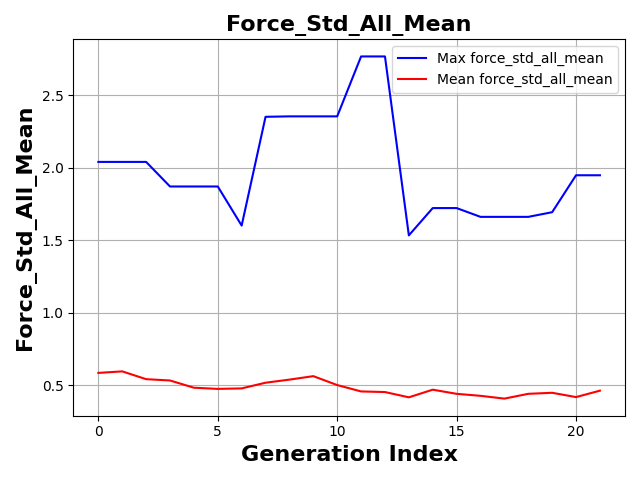 Force_Std_All_Mean
Max force_std_all_mean
Mean force_std_all_mean
Force_Std_All_Mean
2.5
2.0
1.5
1.0
0.5
0 5 10 15 20
Generation Index